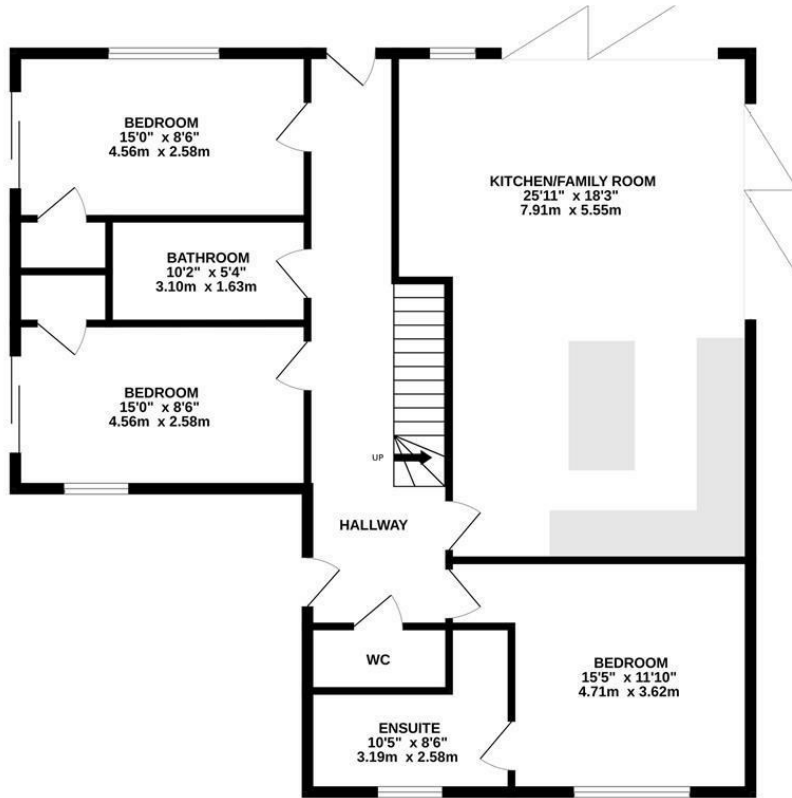 BEDROOM
15'0" x 8'6"
4.56m x 2.58m
KITCHEN/FAMILY ROOM
25'11" x 18'3"
7.91m x 5.55m
BATHROOM
10'2" x 5'4"
3.10m x 1.63m
BEDROOM
15'0" x 8'6"
4.56m x 2.58m
UP
HALLWAY
WC
BEDROOM
15'5" x 11'10"
4.71m x 3.62m
ENSUITE
10'5" x 8'6"
3.19m x 2.58m